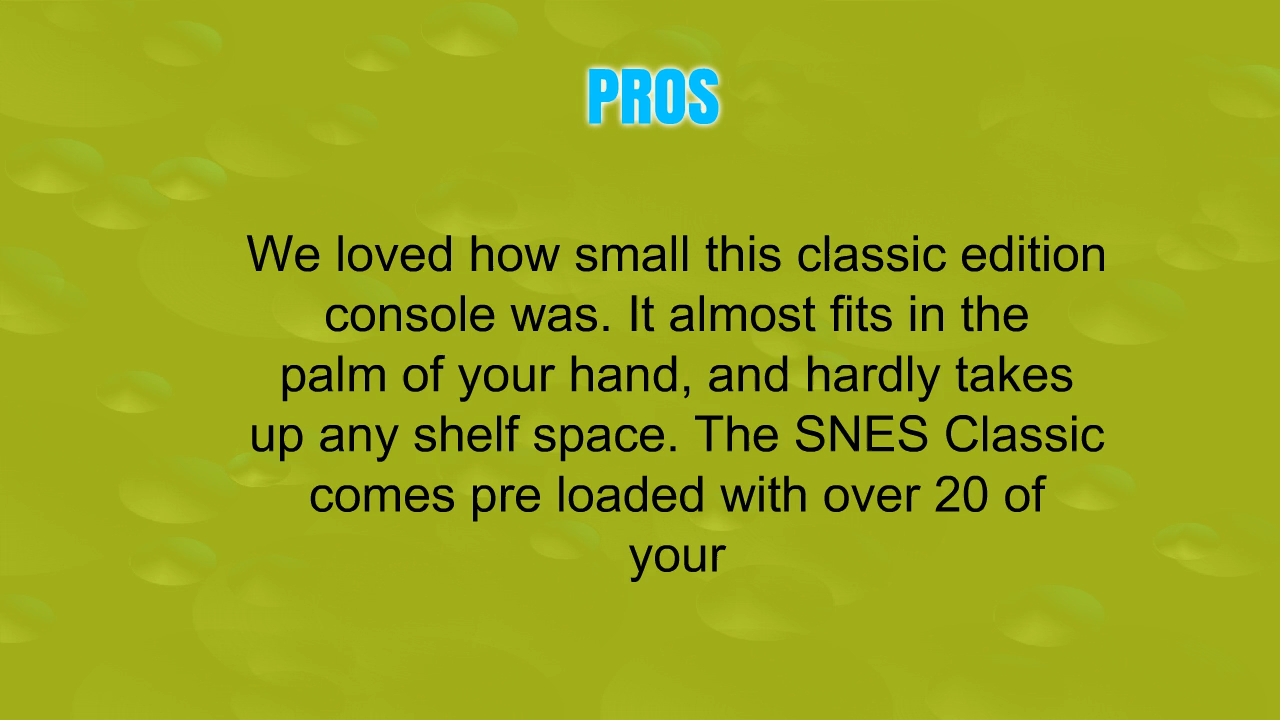 PROS
We loved how small this classic edition
console was. It almost fits in the
palm of your hand, and hardly takes
up any shelf space. The SNES Classic
comes pre loaded with over 20 of
your